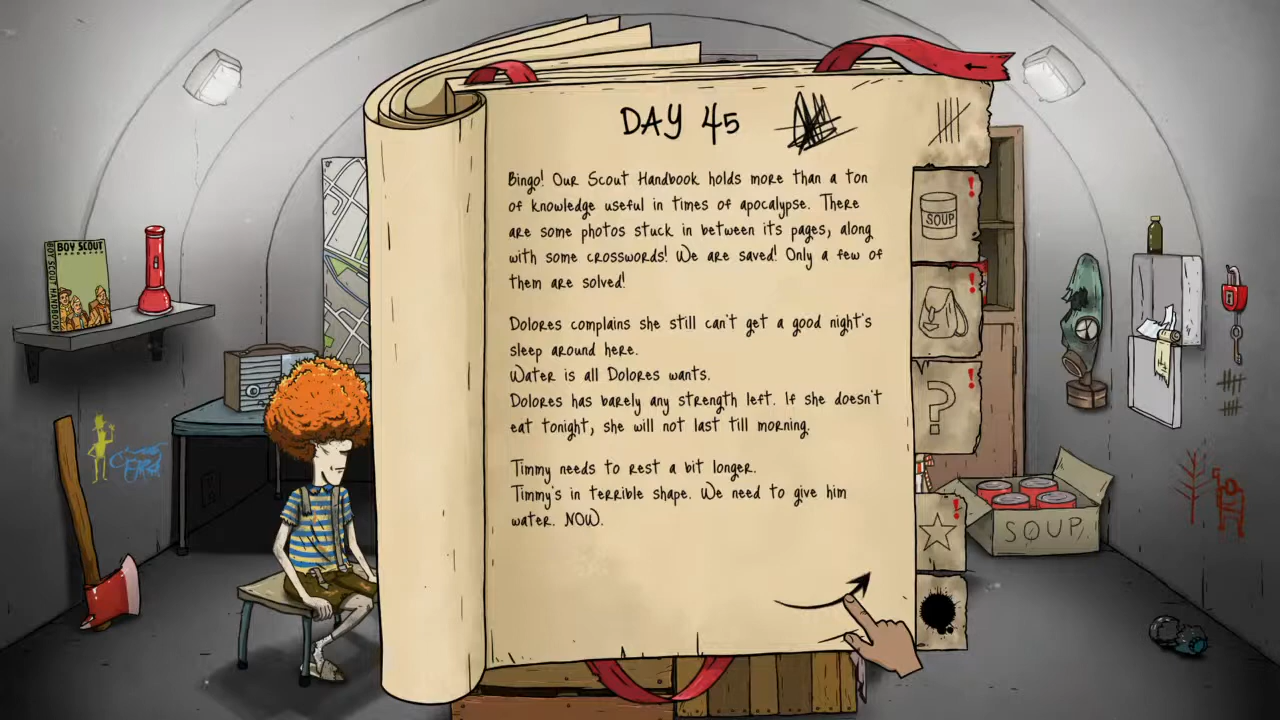 DAY 45
Bingo! Our Scout Handbook holds more than a ton
of knowledge useful in times of apocalypse. There
are some photos stuck in between its pages, along
with some crosswords! We are saved! Only a few of
them are solved!
Dolores complains she still can't get a good night's
sleep around here.
Water is all Dolores wants.
Dolores has barely any strength left. If she doesn't
eat tonight, she will not last till morning.
Timmy needs to rest a bit longer.
Timmy's in terrible shape. We need to give him
water. NOW.
SOUP
!
!
?
!
!
BOY SCOUT
BOY SCOUT HANDBOOK
SOUP